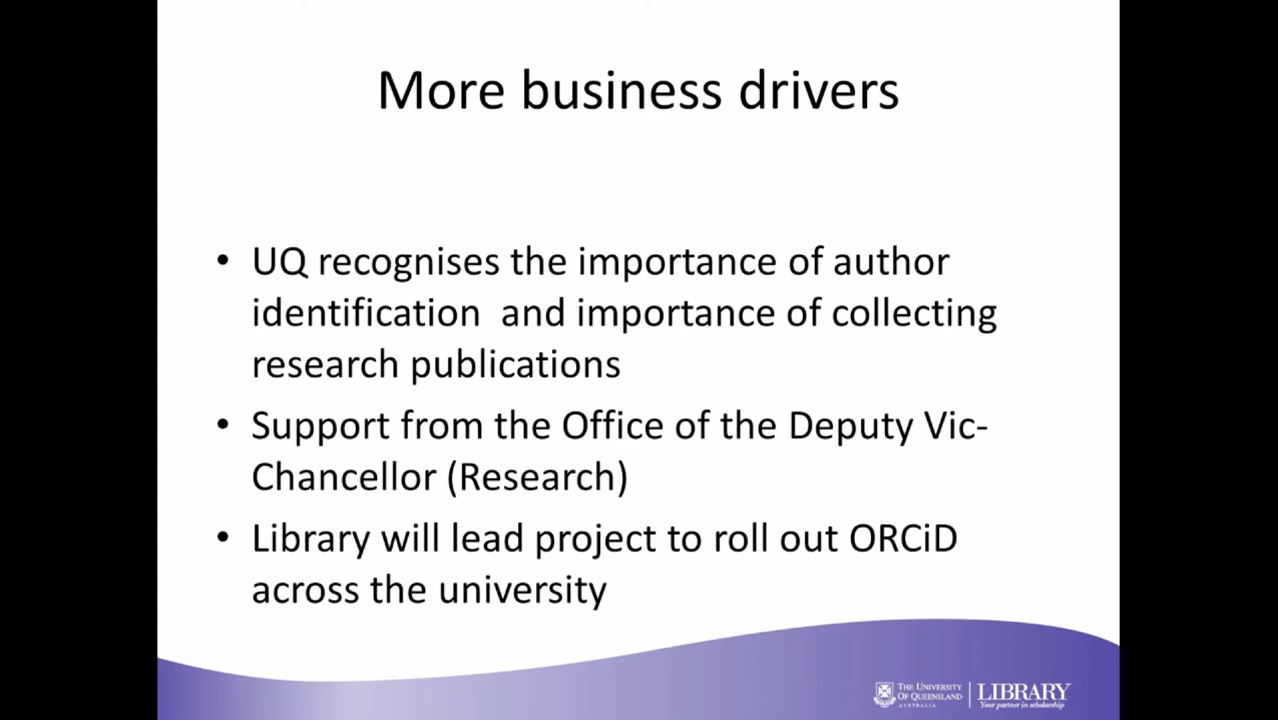 More business drivers
• UQ recognises the importance of author
identification and importance of collecting
research publications
• Support from the Office of the Deputy Vic-
Chancellor (Research)
• Library will lead project to roll out ORCiD
across the university
THE UNIVERSITY
OF QUEENSLAND
AUSTRALIA
LIBRARY
Your partner in scholarship